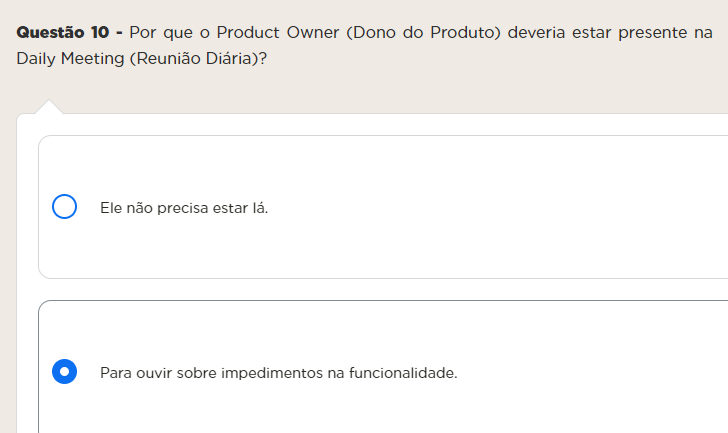 Questão 10 - Por que o Product Owner (Dono do Produto) deveria estar presente na
Daily Meeting (Reunião Diária)?
Ele não precisa estar lá.
Para ouvir sobre impedimentos na funcionalidade.